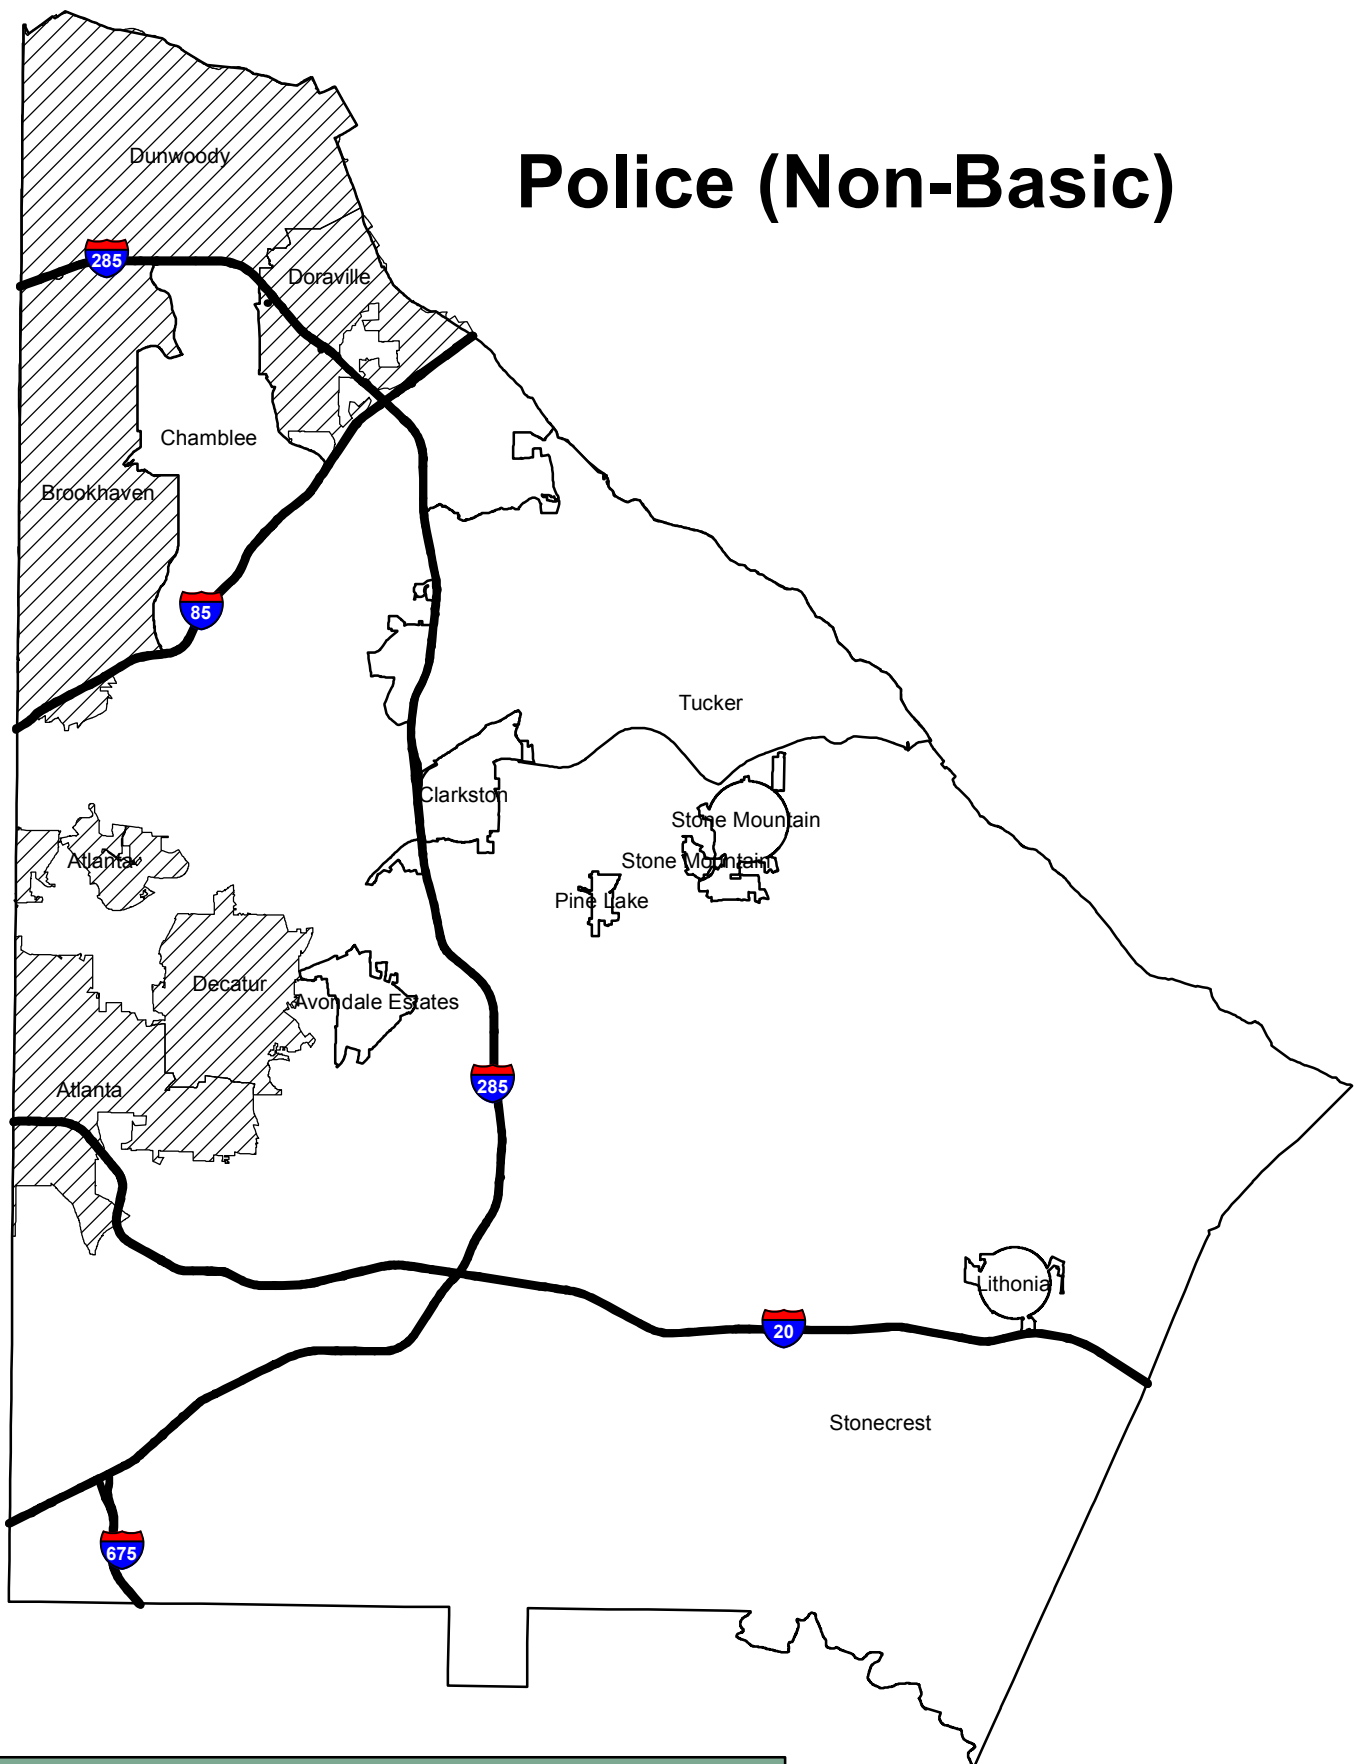 Police (Non-Basic)
Dunwoody
285
Doraville
Chamblee
Brookhaven
85
Tucker
Clarkston
Stone Mountain
Stone Mountain
Atlanta
Pine Lake
Decatur
Avondale Estates
285
Atlanta
Lithonia
20
Stonecrest
675